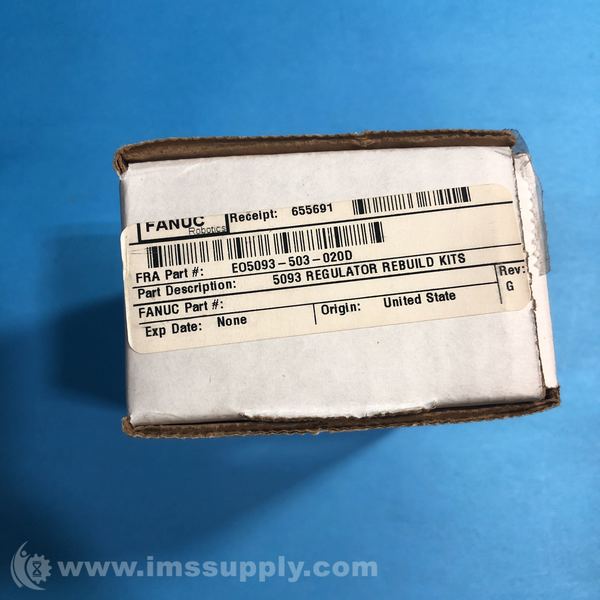 FANUC
Robotics
Receipt: 655691
FRA Part #: EO5093-503-020D
Part Description: 5093 REGULATOR REBUILD KITS
Rev:
G
FANUC Part #:
Exp Date: None
Origin: United State
www.imssupply.com